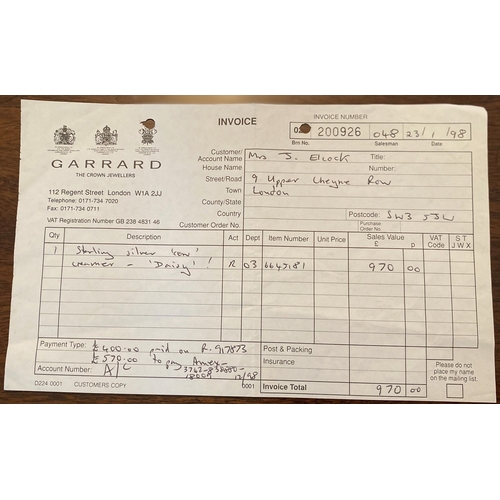 INVOICE
INVOICE NUMBER
02 200926 048 23/1/98
Brn No. Salesman Date
GARRARD
THE CROWN JEWELLERS
112 Regent Street London W1A 2JJ
Telephone: 0171-734 7020
Fax: 0171-734 0711
VAT Registration Number GB 238 4831 46
Customer/
Account Name Mrs J. Elcock Title:
House Name Number:
Street/Road 9 Upper Cheyne Row
Town London
County/State
Country Postcode: SW3 5JW
Customer Order No. Purchase
Order No.
Qty Description Act Dept Item Number Unit Price Sales Value £ p VAT Code S T J W X
1 Sterling silver 'cow'
creamer - 'Daisy'! R 03 6645181 970 00
Payment Type: £400.00 paid on R. 917873
£570.00 to pay Amex-
Account Number: A/C
12/98
Post & Packing
Insurance
Please do not
place my name
on the mailing list.
Invoice Total 970 00
D224 0001 CUSTOMERS COPY 0001